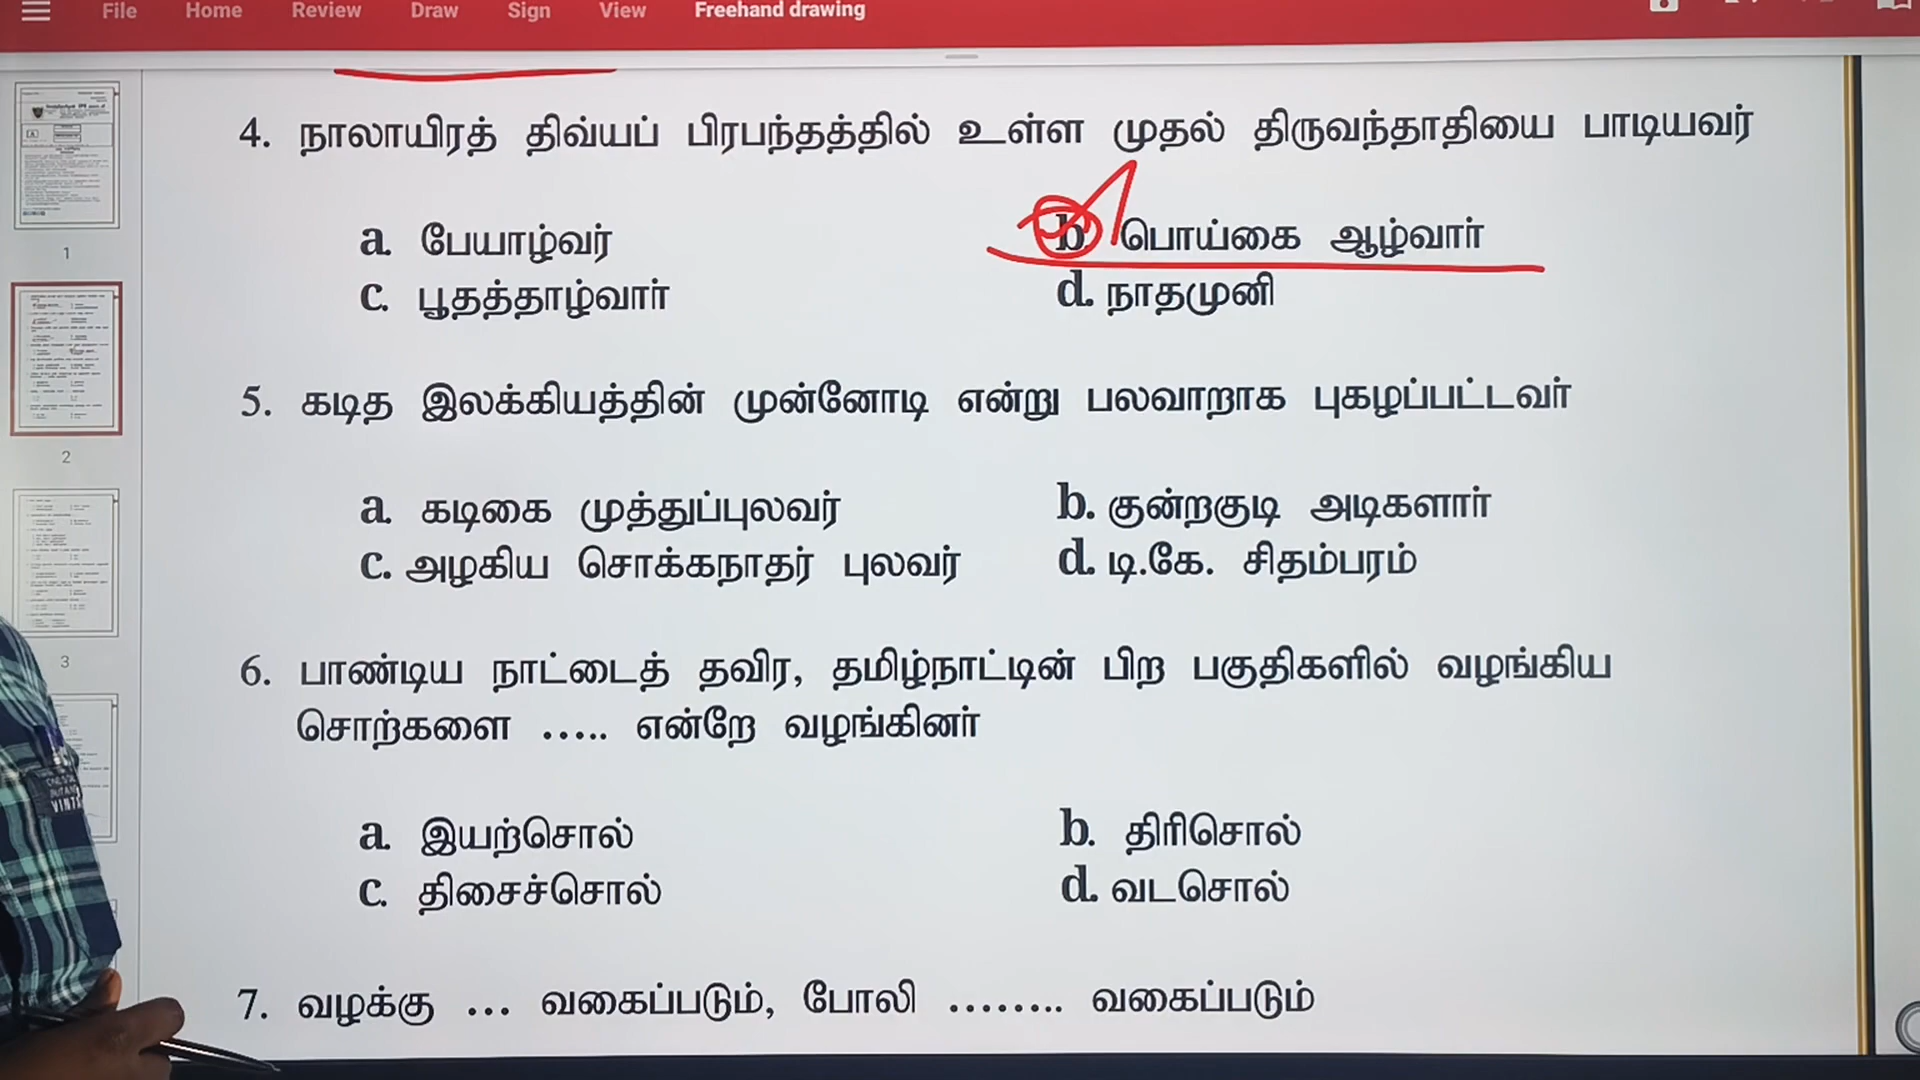 File Home Review Draw Sign View Freehand drawing
4. நாலாயிரத் திவ்யப் பிரபந்தத்தில் உள்ள முதல் திருவந்தாதியை பாடியவர்
a. பேயாழ்வர்
b. பொய்கை ஆழ்வார்
c. பூதத்தாழ்வார்
d. நாதமுனி
5. கடித இலக்கியத்தின் முன்னோடி என்று பலவாறாக புகழப்பட்டவர்
a. கடிகை முத்துப்புலவர்
b. குன்றகுடி அடிகளார்
c. அழகிய சொக்கநாதர் புலவர்
d. டி.கே. சிதம்பரம்
6. பாண்டிய நாட்டைத் தவிர, தமிழ்நாட்டின் பிற பகுதிகளில் வழங்கிய
சொற்களை ..... என்றே வழங்கினர்
a. இயற்சொல்
b. திரிசொல்
c. திசைச்சொல்
d. வடசொல்
7. வழக்கு ... வகைப்படும், போலி ........ வகைப்படும்
1
2
3